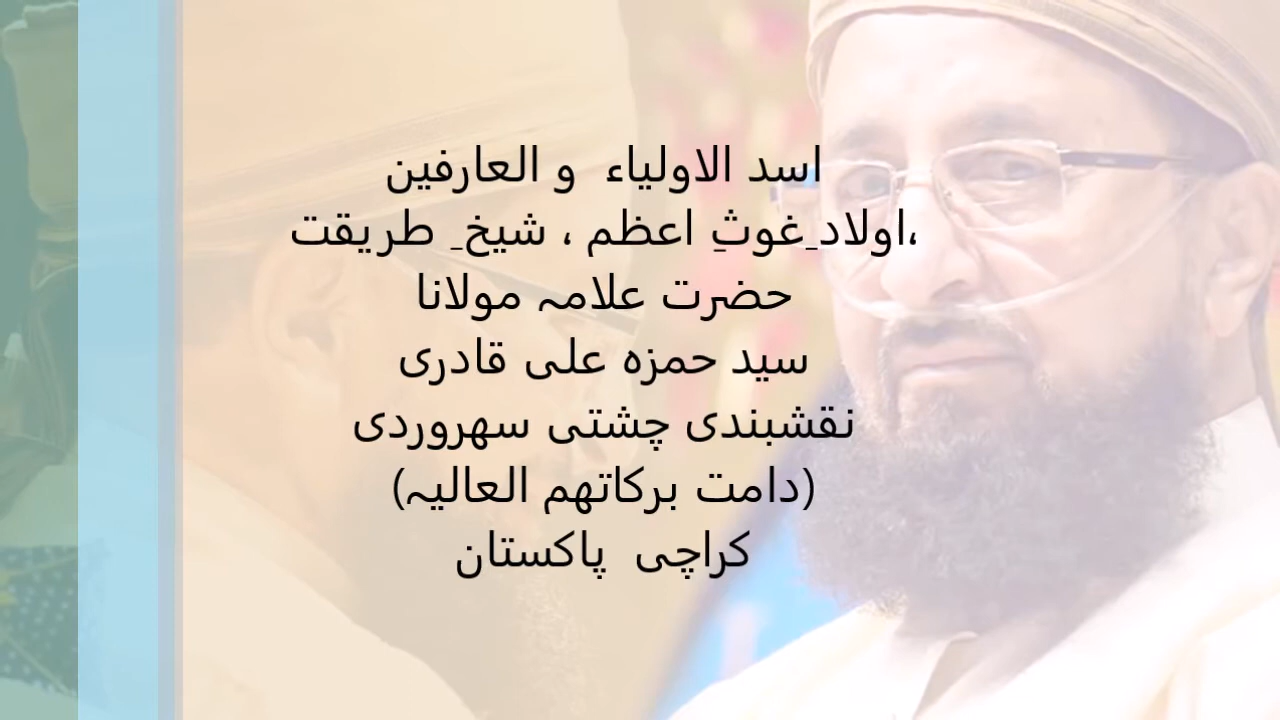 اسد الاولیاء و العارفین
اولاد ِغوثِ اعظم ، شیخ ِ طریقت،
حضرت علامہ مولانا
سید حمزہ علی قادری
نقشبندی چشتی سھروردی
(دامت برکاتھم العالیہ)
کراچی پاکستان